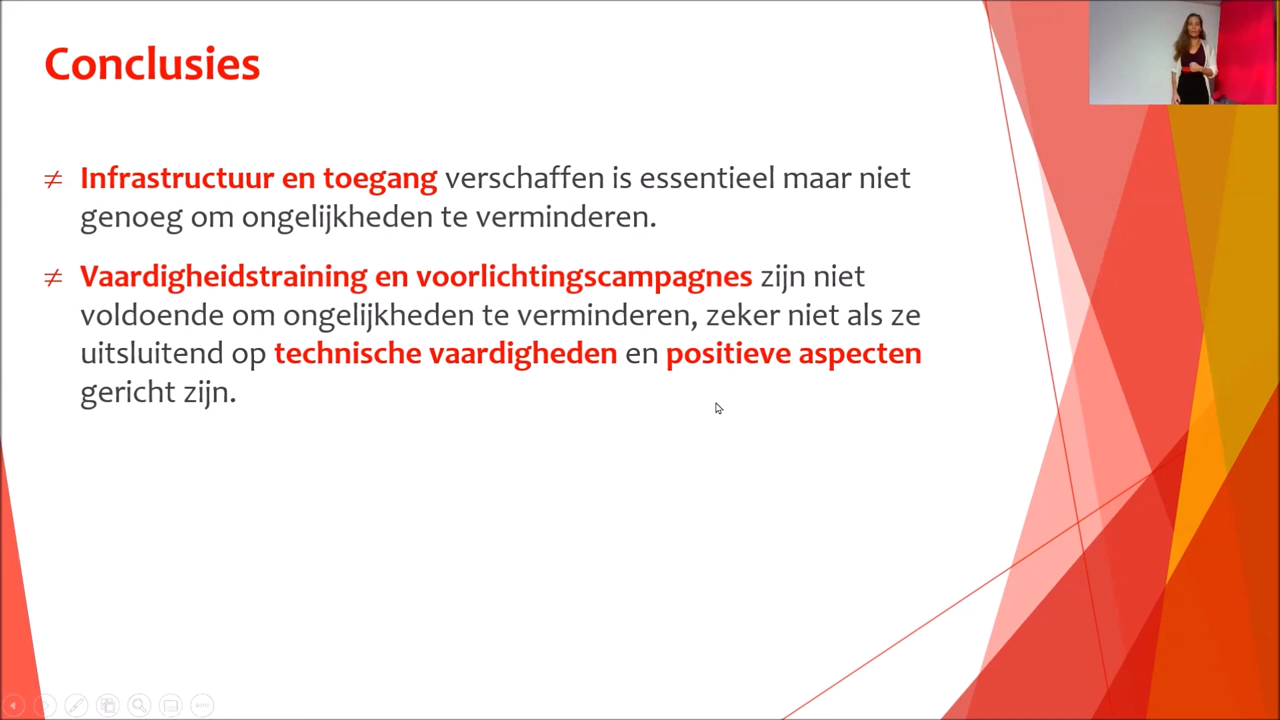 Conclusies
≠ Infrastructuur en toegang verschaffen is essentieel maar niet
genoeg om ongelijkheden te verminderen.
≠ Vaardigheidstraining en voorlichtingscampagnes zijn niet
voldoende om ongelijkheden te verminderen, zeker niet als ze
uitsluitend op technische vaardigheden en positieve aspecten
gericht zijn.